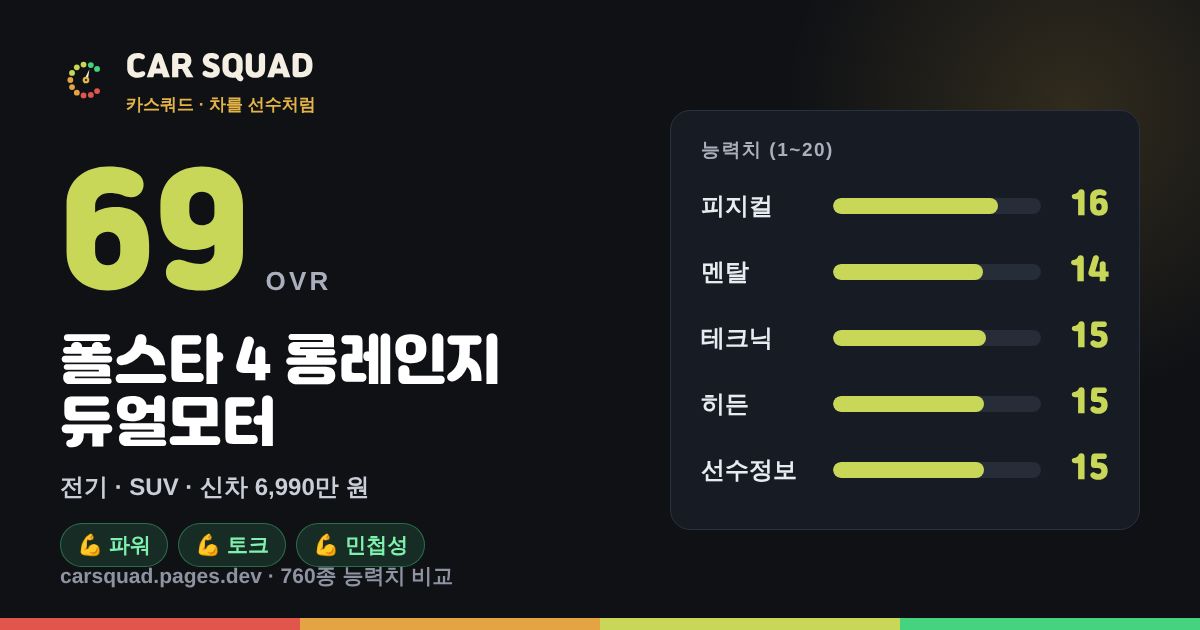 CAR SQUAD
카스쿼드 · 차를 선수처럼
69 OVR
폴스타 4 롱레인지
듀얼모터
전기 · SUV · 신차 6,990만 원
💪 파워 💪 토크 💪 민첩성
carsquad.pages.dev · 760종 능력치 비교
능력치 (1~20)
피지컬 16
멘탈 14
테크닉 15
히든 15
선수정보 15